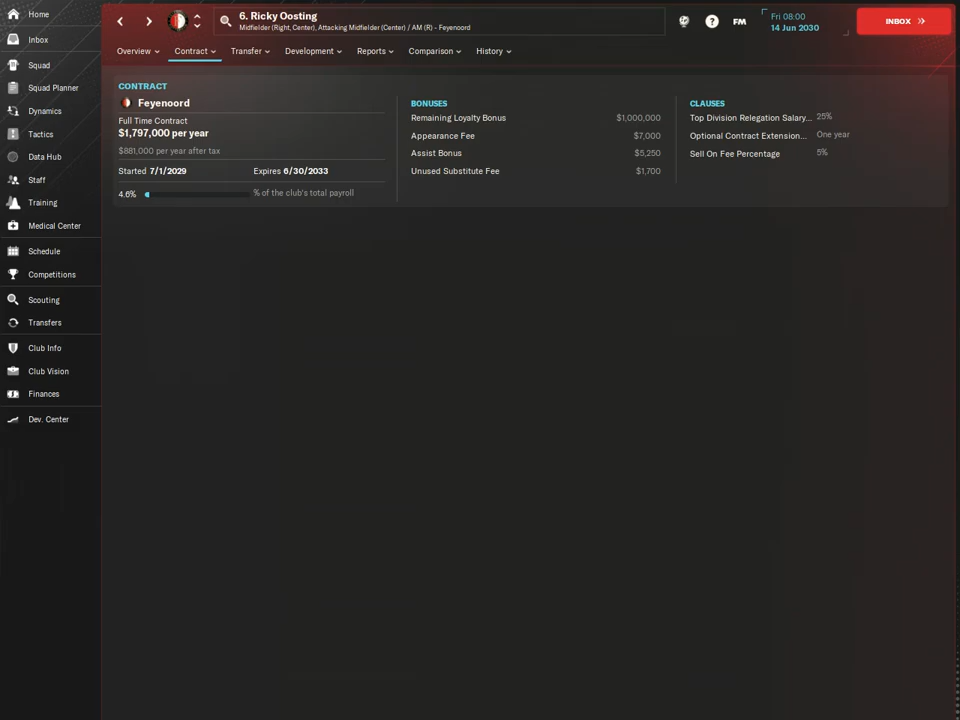 Home
Inbox
Squad
Squad Planner
Dynamics
Tactics
Data Hub
Staff
Training
Medical Center
Schedule
Competitions
Scouting
Transfers
Club Info
Club Vision
Finances
Dev. Center
6. Ricky Oosting
Midfielder (Right, Center), Attacking Midfielder (Center) / AM (R) - Feyenoord
?
FM
Fri 08:00
14 Jun 2030
INBOX
Overview
Contract
Transfer
Development
Reports
Comparison
History
CONTRACT
Feyenoord
Full Time Contract
$1,797,000 per year
$881,000 per year after tax
Started 7/1/2029
Expires 6/30/2033
4.6%
% of the club's total payroll
BONUSES
Remaining Loyalty Bonus $1,000,000
Appearance Fee $7,000
Assist Bonus $5,250
Unused Substitute Fee $1,700
CLAUSES
Top Division Relegation Salary... 25%
Optional Contract Extension... One year
Sell On Fee Percentage 5%